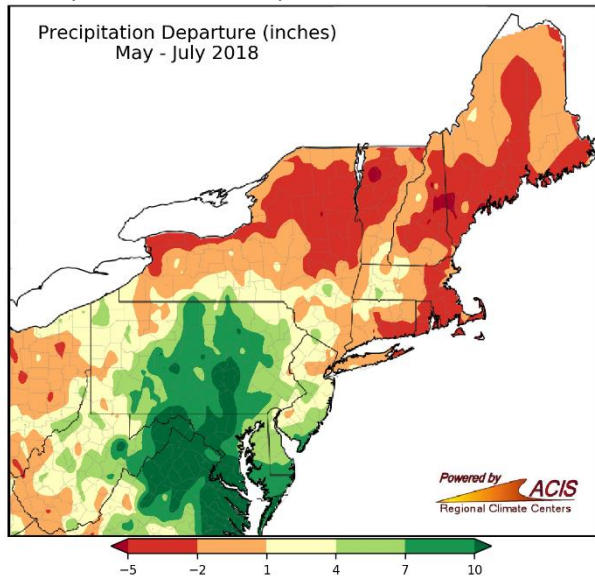 Precipitation Departure (inches)
May - July 2018
Powered by
ACIS
Regional Climate Centers
−5 −2 1 4 7 10